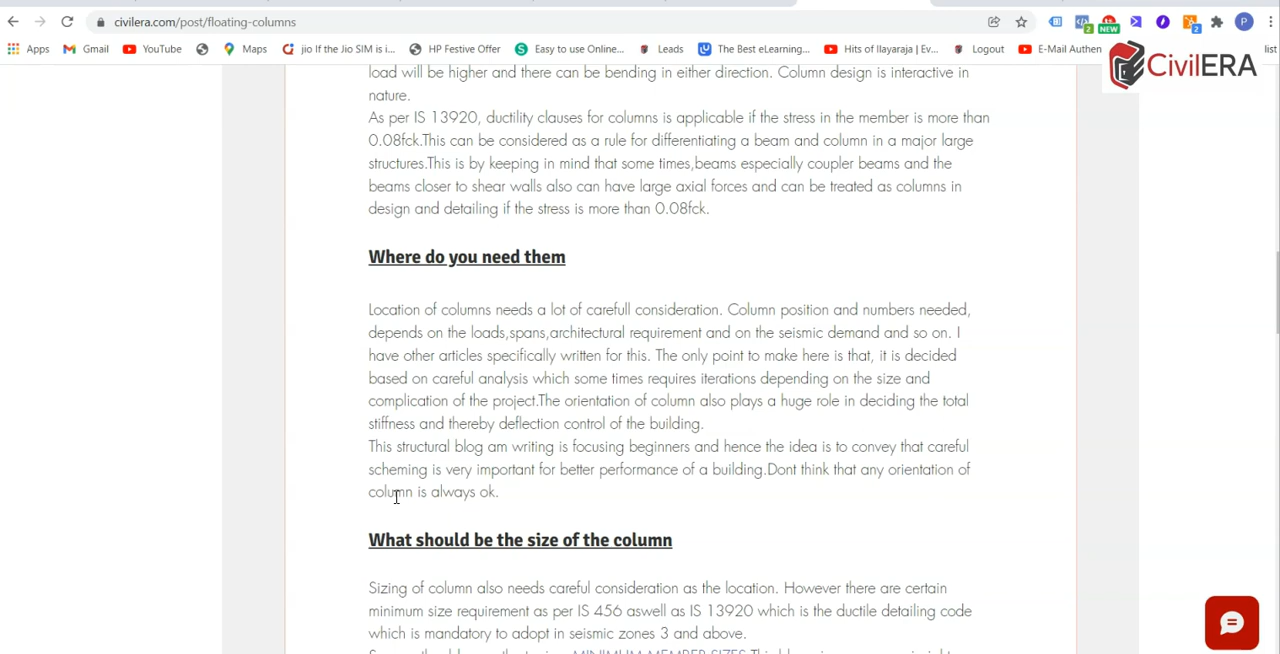 civilera.com/post/floating-columns
Apps Gmail YouTube Maps jio If the Jio SIM is i... HP Festive Offer Easy to use Online... Leads The Best eLearning... Hits of Ilayaraja | Ev... Logout E-Mail Authen list
NEW
2
2
P
CivilERA
load will be higher and there can be bending in either direction. Column design is interactive in
nature.
As per IS 13920, ductility clauses for columns is applicable if the stress in the member is more than
0.08fck.This can be considered as a rule for differentiating a beam and column in a major large
structures.This is by keeping in mind that some times,beams especially coupler beams and the
beams closer to shear walls also can have large axial forces and can be treated as columns in
design and detailing if the stress is more than 0.08fck.
Where do you need them
Location of columns needs a lot of carefull consideration. Column position and numbers needed,
depends on the loads,spans,architectural requirement and on the seismic demand and so on. I
have other articles specifically written for this. The only point to make here is that, it is decided
based on careful analysis which some times requires iterations depending on the size and
complication of the project.The orientation of column also plays a huge role in deciding the total
stiffness and thereby deflection control of the building.
This structural blog am writing is focusing beginners and hence the idea is to convey that careful
scheming is very important for better performance of a building.Dont think that any orientation of
column is always ok.
What should be the size of the column
Sizing of column also needs careful consideration as the location. However there are certain
minimum size requirement as per IS 456 aswell as IS 13920 which is the ductile detailing code
which is mandatory to adopt in seismic zones 3 and above.